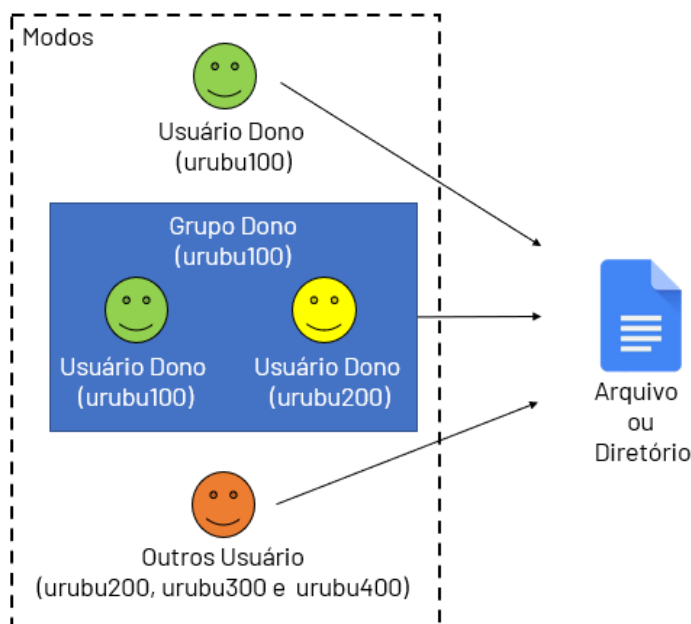 Modos
Usuário Dono
(urubu100)
Grupo Dono
(urubu100)
Usuário Dono
(urubu100)
Usuário Dono
(urubu200)
Arquivo
ou
Diretório
Outros Usuário
(urubu200, urubu300 e urubu400)